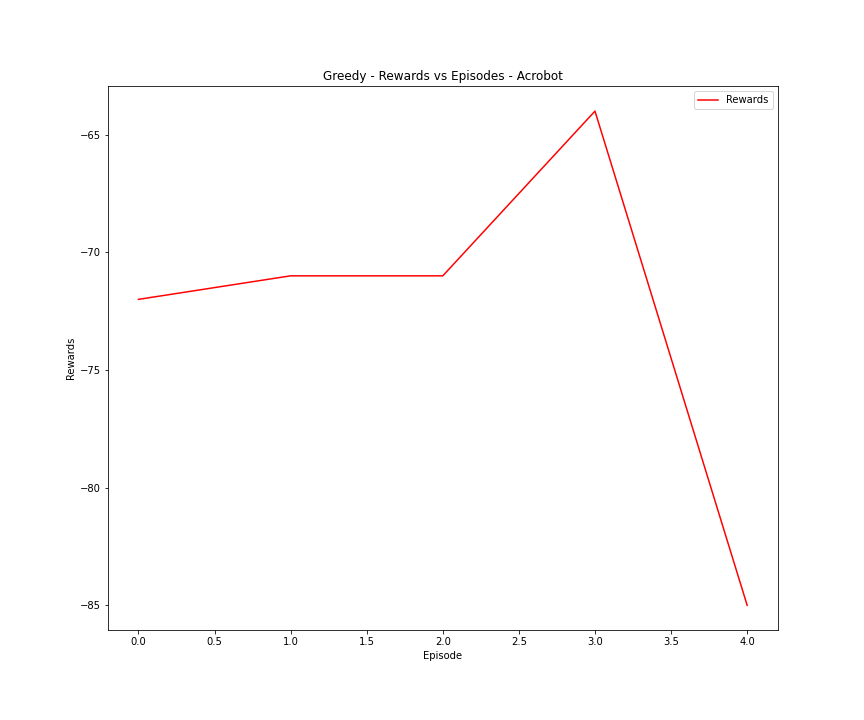 Greedy - Rewards vs Episodes - Acrobot
Rewards
−65
−70
−75
−80
−85
Rewards
0.0 0.5 1.0 1.5 2.0 2.5 3.0 3.5 4.0
Episode